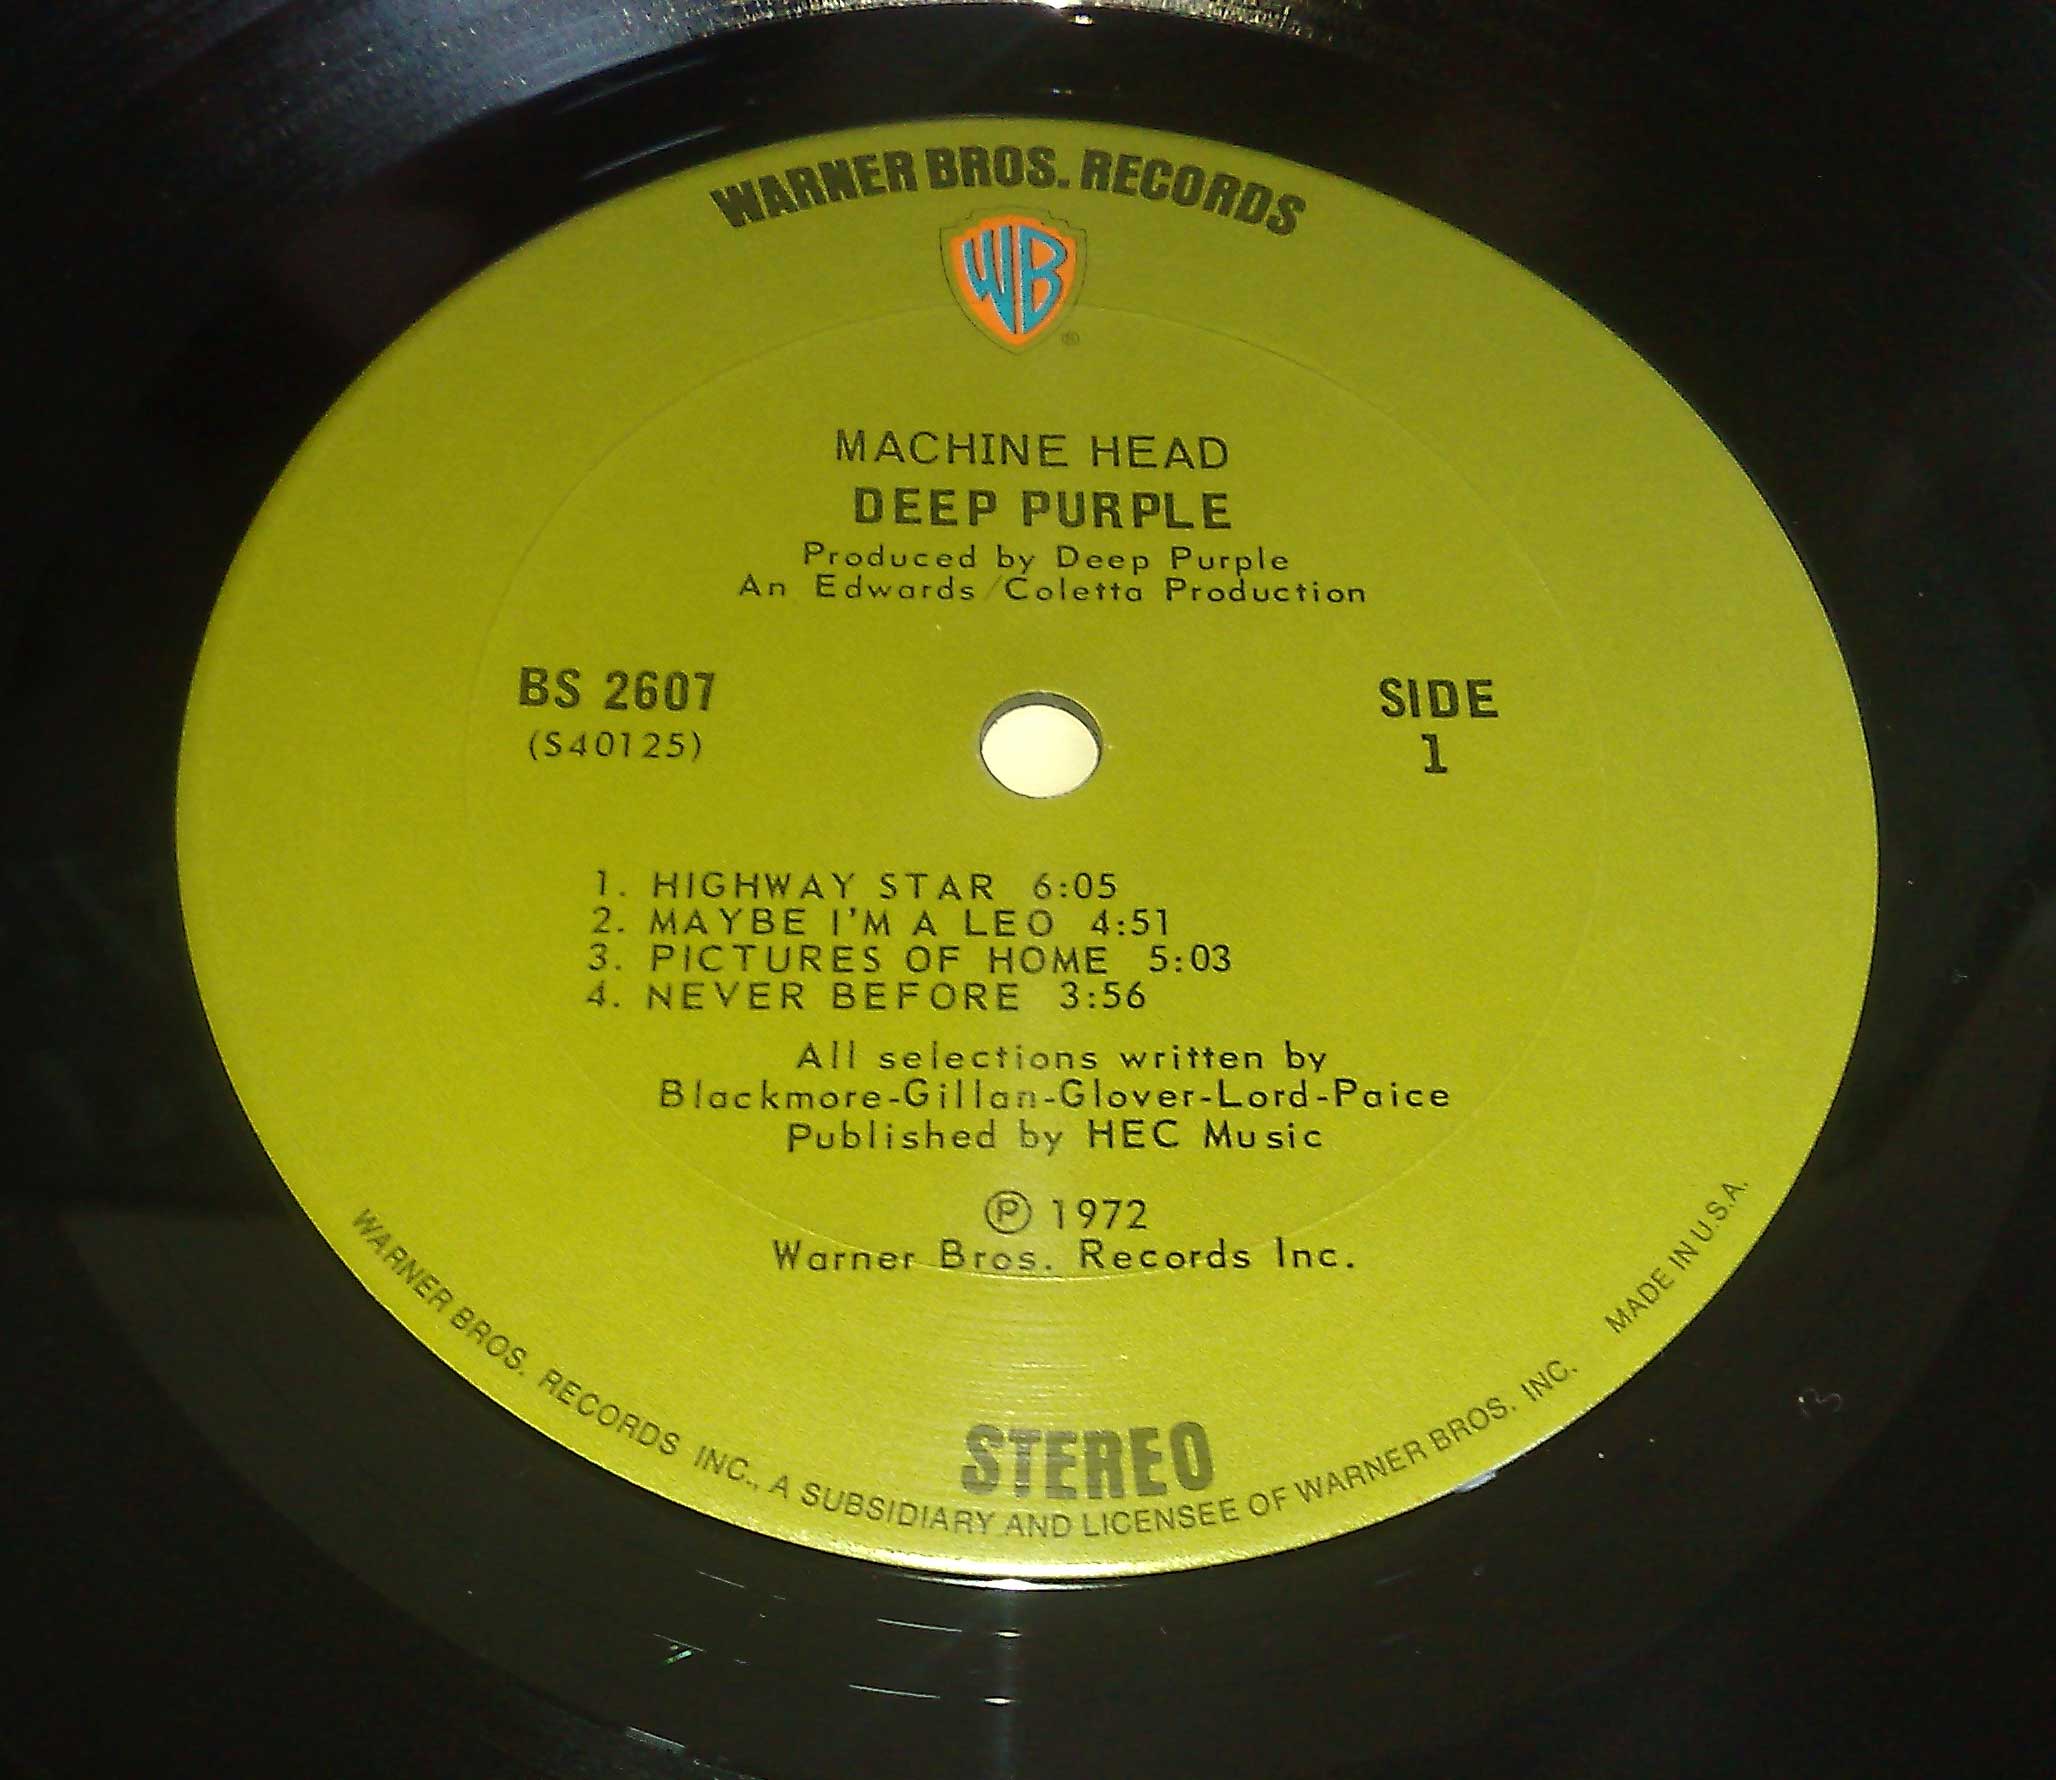 WARNER BROS. RECORDS
WB
®
MACHINE HEAD
DEEP PURPLE
Produced by Deep Purple
An Edwards/Coletta Production
BS 2607
(S40125)
SIDE
1
1. HIGHWAY STAR 6:05
2. MAYBE I'M A LEO 4:51
3. PICTURES OF HOME 5:03
4. NEVER BEFORE 3:56
All selections written by
Blackmore-Gillan-Glover-Lord-Paice
Published by HEC Music
℗ 1972
Warner Bros. Records Inc.
STEREO
WARNER BROS. RECORDS INC., A SUBSIDIARY AND LICENSEE OF WARNER BROS. INC. MADE IN U.S.A.